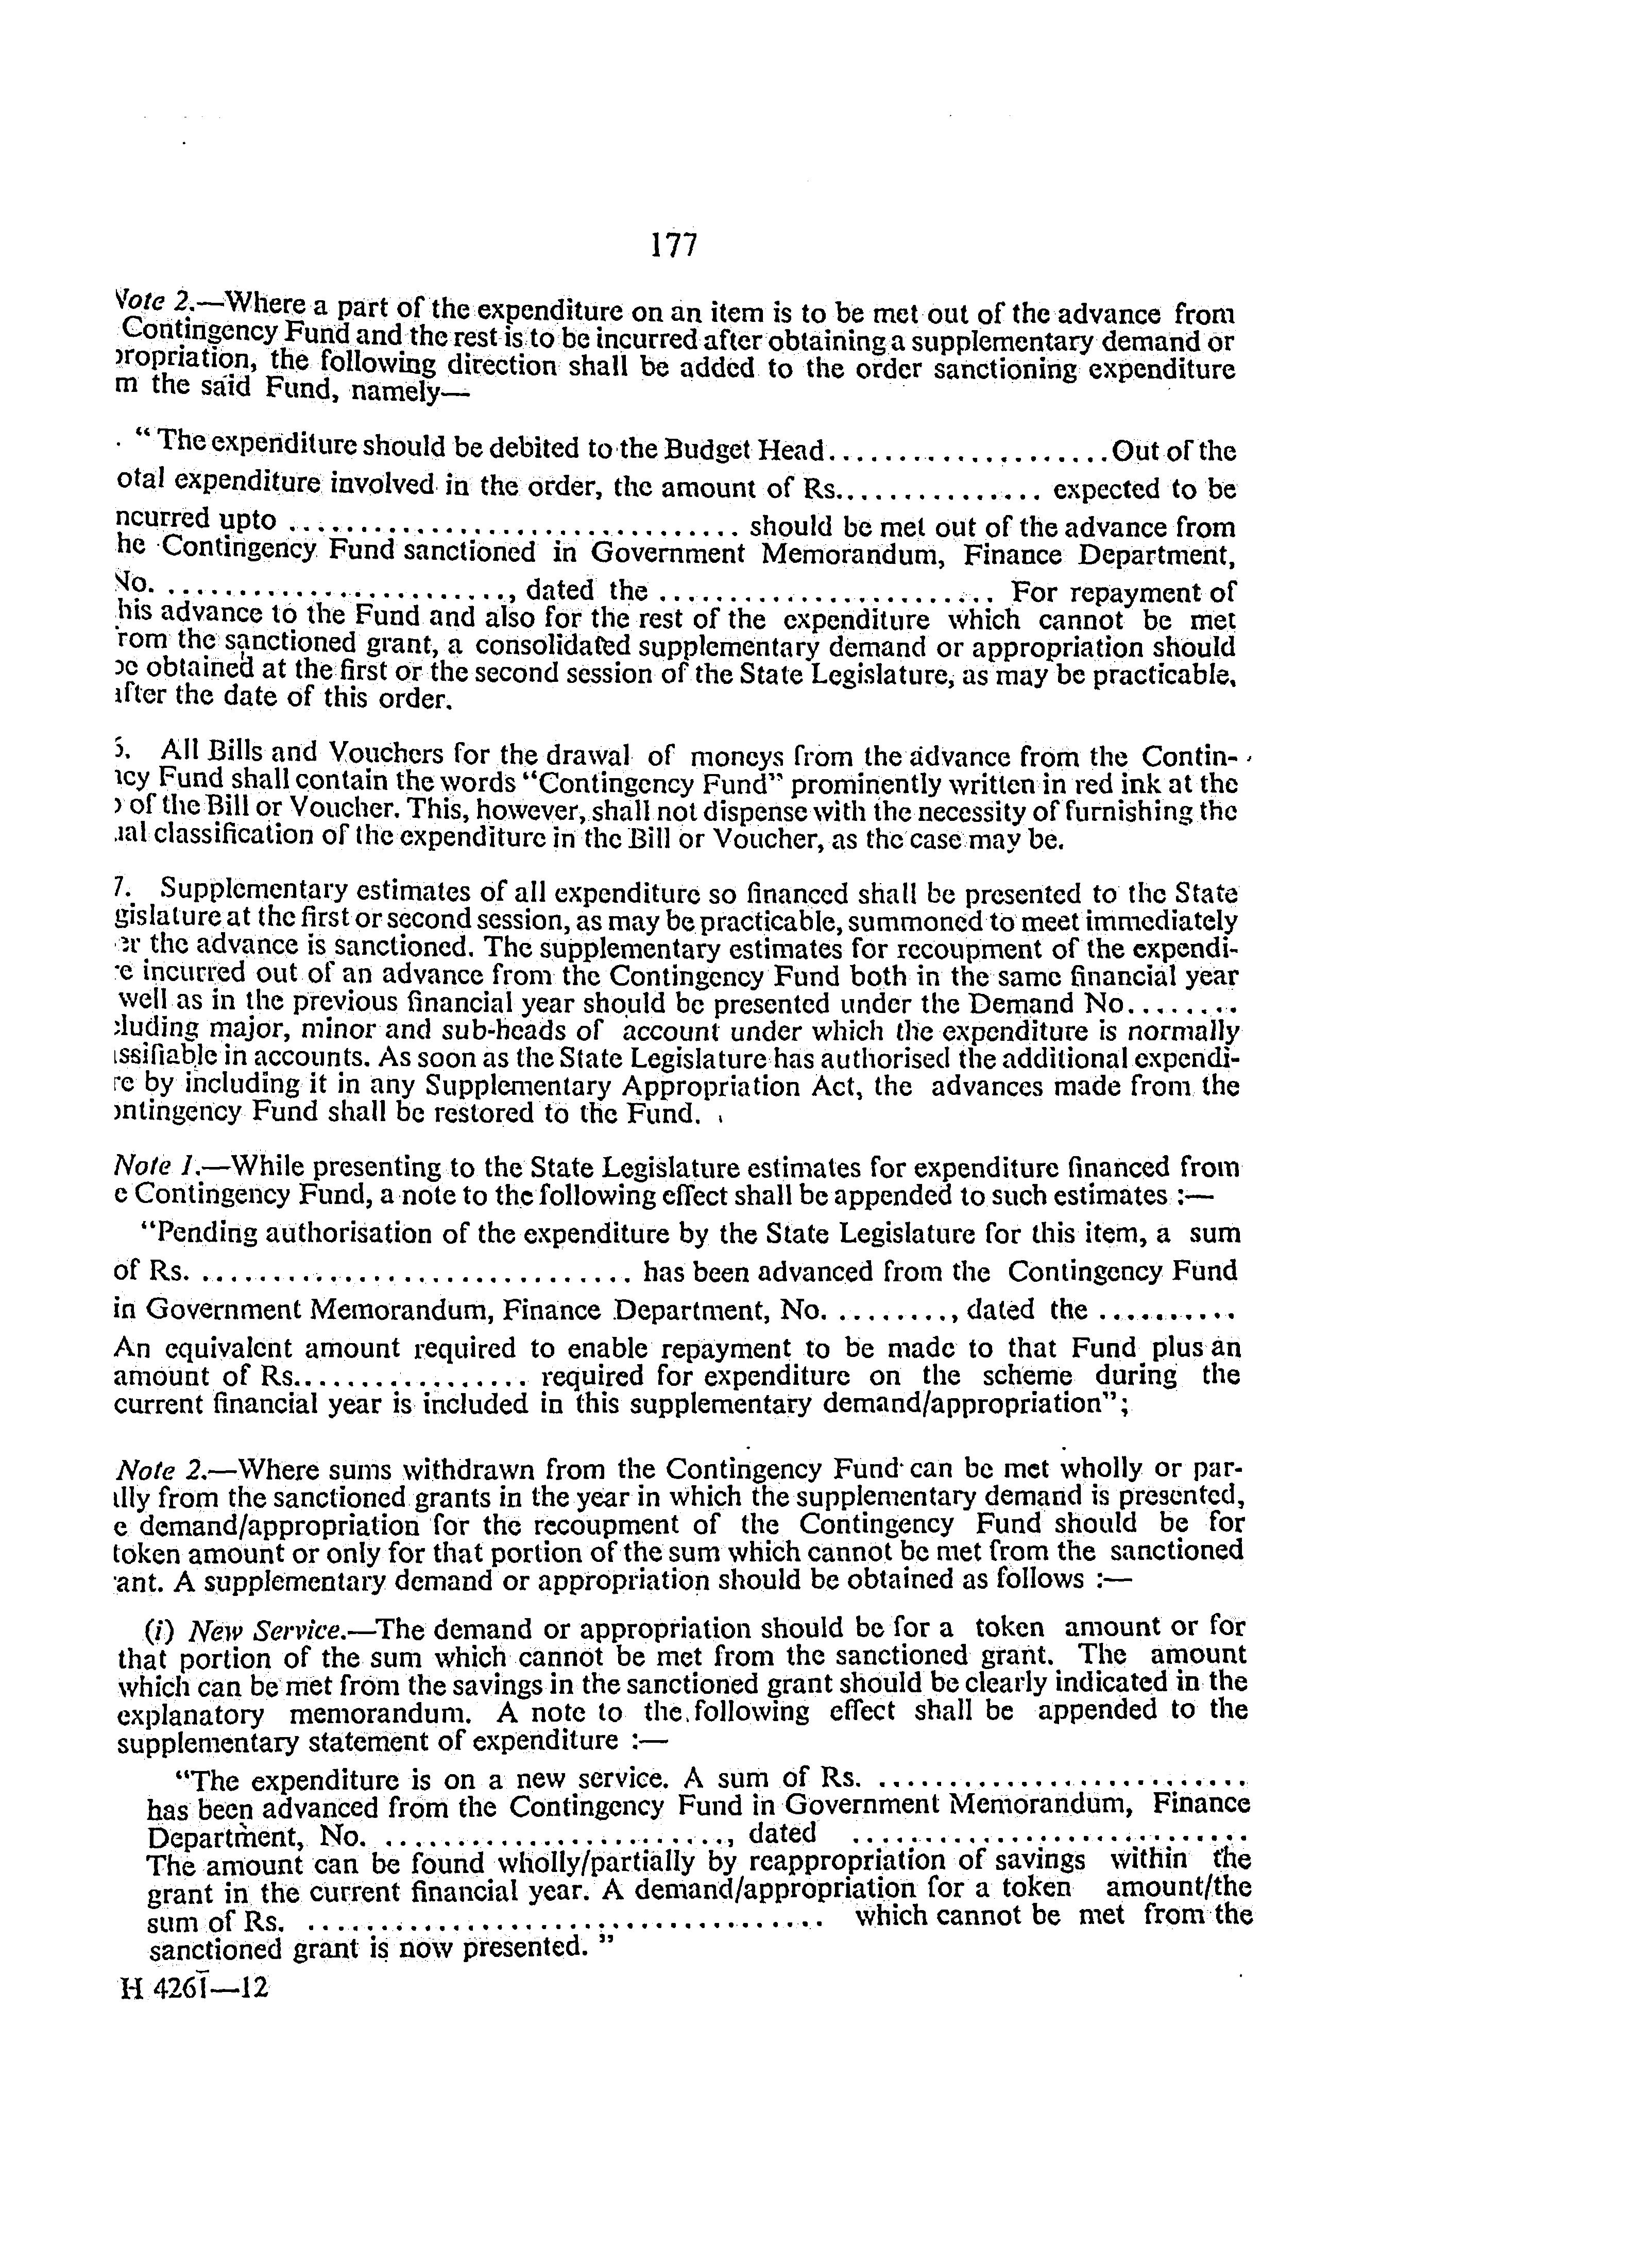 177
Note 2.—Where a part of the expenditure on an item is to be met out of the advance from
Contingency Fund and the rest is to be incurred after obtaining a supplementary demand or
propriation, the following direction shall be added to the order sanctioning expenditure
m the said Fund, namely—
. “ The expenditure should be debited to the Budget Head....................Out of the
otal expenditure involved in the order, the amount of Rs............... expected to be
ncurred upto ................................ should be met out of the advance from
he Contingency Fund sanctioned in Government Memorandum, Finance Department,
No. ........................., dated the ........................ For repayment of
his advance to the Fund and also for the rest of the expenditure which cannot be met
rom the sanctioned grant, a consolidated supplementary demand or appropriation should
be obtained at the first or the second session of the State Legislature, as may be practicable,
after the date of this order.
6. All Bills and Vouchers for the drawal of moneys from the advance from the Contin-
ncy Fund shall contain the words “Contingency Fund” prominently written in red ink at the
of the Bill or Voucher. This, however, shall not dispense with the necessity of furnishing the
ual classification of the expenditure in the Bill or Voucher, as the case may be.
7. Supplementary estimates of all expenditure so financed shall be presented to the State
gislature at the first or second session, as may be practicable, summoned to meet immediately
er the advance is sanctioned. The supplementary estimates for recoupment of the expendi-
re incurred out of an advance from the Contingency Fund both in the same financial year
well as in the previous financial year should be presented under the Demand No........
cluding major, minor and sub-heads of account under which the expenditure is normally
assifiable in accounts. As soon as the State Legislature has authorised the additional expendi-
re by including it in any Supplementary Appropriation Act, the advances made from the
ontingency Fund shall be restored to the Fund.
Note 1.—While presenting to the State Legislature estimates for expenditure financed from
e Contingency Fund, a note to the following effect shall be appended to such estimates :—
“Pending authorisation of the expenditure by the State Legislature for this item, a sum
of Rs. ............................... has been advanced from the Contingency Fund
in Government Memorandum, Finance Department, No. ........., dated the ..........
An equivalent amount required to enable repayment to be made to that Fund plus an
amount of Rs................. required for expenditure on the scheme during the
current financial year is included in this supplementary demand/appropriation”;
Note 2.—Where sums withdrawn from the Contingency Fund can be met wholly or par-
ially from the sanctioned grants in the year in which the supplementary demand is presented,
e demand/appropriation for the recoupment of the Contingency Fund should be for
token amount or only for that portion of the sum which cannot be met from the sanctioned
rant. A supplementary demand or appropriation should be obtained as follows :—
(i) New Service.—The demand or appropriation should be for a token amount or for
that portion of the sum which cannot be met from the sanctioned grant. The amount
which can be met from the savings in the sanctioned grant should be clearly indicated in the
explanatory memorandum. A note to the following effect shall be appended to the
supplementary statement of expenditure :—
“The expenditure is on a new service. A sum of Rs. ..........................
has been advanced from the Contingency Fund in Government Memorandum, Finance
Department, No. ........................., dated ............................
The amount can be found wholly/partially by reappropriation of savings within the
grant in the current financial year. A demand/appropriation for a token amount/the
sum of Rs. ..................................... which cannot be met from the
sanctioned grant is now presented. ”
H 4261—12